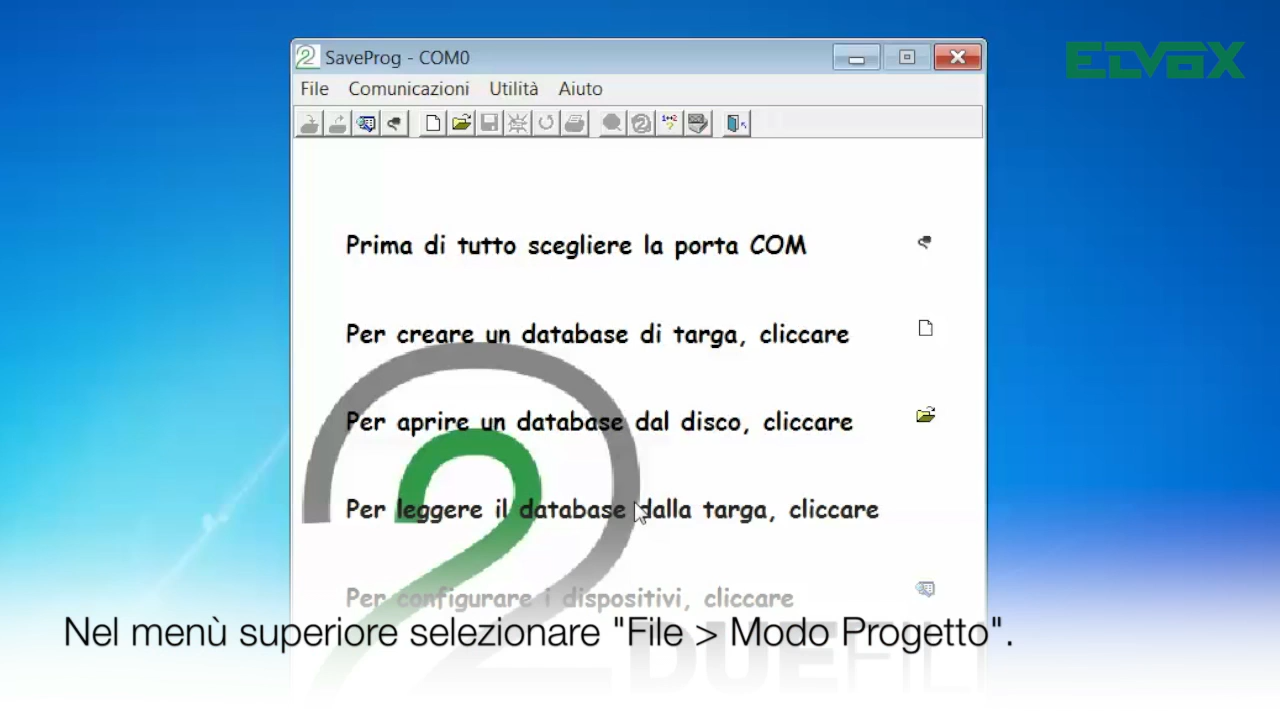 SaveProg - COM0
ELVOX
File Comunicazioni Utilità Aiuto
Prima di tutto scegliere la porta COM
Per creare un database di targa, cliccare
Per aprire un database dal disco, cliccare
Per leggere il database dalla targa, cliccare
Per configurare i dispositivi, cliccare
Nel menù superiore selezionare "File > Modo Progetto".
DUEFILI